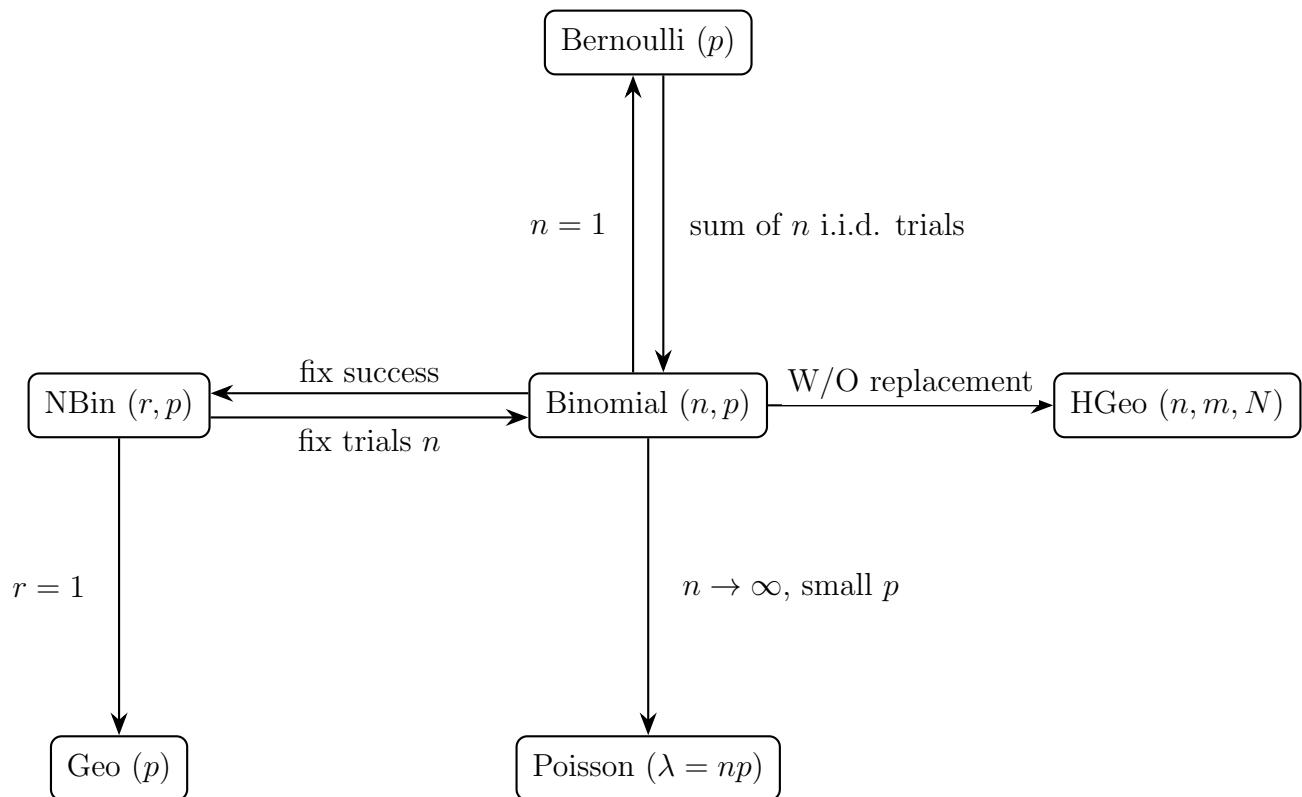 Bernoulli (p)
n = 1
sum of n i.i.d. trials
fix success
W/O replacement
NBin (r, p)
Binomial (n, p)
HGeo (n, m, N)
fix trials n
r = 1
n → ∞, small p
Geo (p)
Poisson (λ = np)